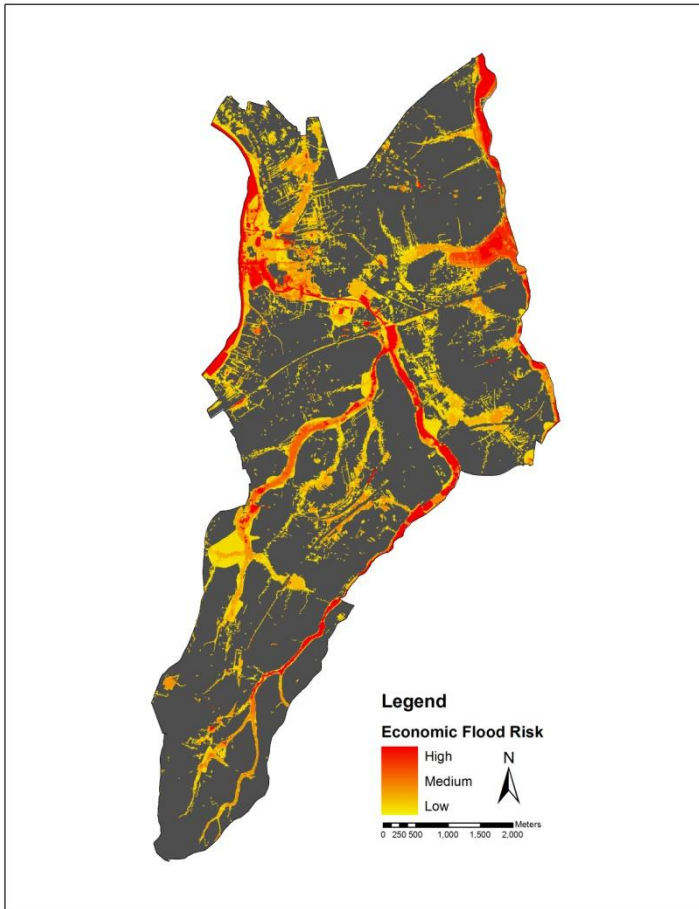 Legend
Economic Flood Risk
High
Medium
Low
N
Meters
0 250 500 1,000 1,500 2,000